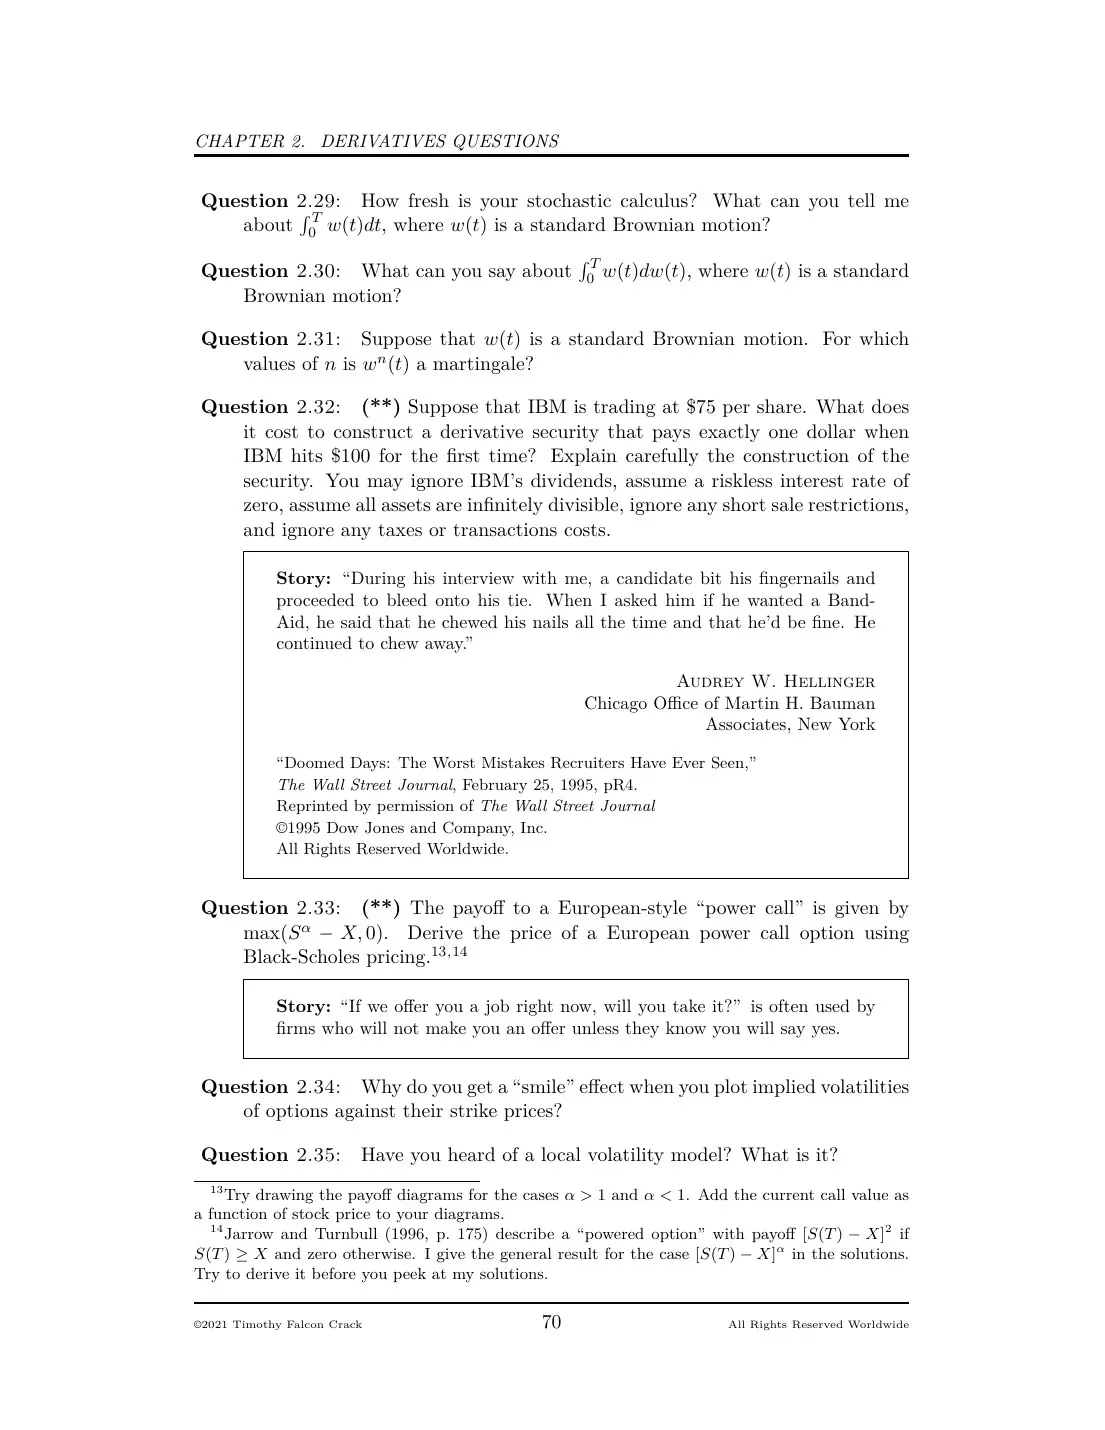 CHAPTER 2. DERIVATIVES QUESTIONS
Question 2.29: How fresh is your stochastic calculus? What can you tell me
about ∫₀ᵀ w(t)dt, where w(t) is a standard Brownian motion?
Question 2.30: What can you say about ∫₀ᵀ w(t)dw(t), where w(t) is a standard
Brownian motion?
Question 2.31: Suppose that w(t) is a standard Brownian motion. For which
values of n is wⁿ(t) a martingale?
Question 2.32: (**) Suppose that IBM is trading at $75 per share. What does
it cost to construct a derivative security that pays exactly one dollar when
IBM hits $100 for the first time? Explain carefully the construction of the
security. You may ignore IBM's dividends, assume a riskless interest rate of
zero, assume all assets are infinitely divisible, ignore any short sale restrictions,
and ignore any taxes or transactions costs.
Story: “During his interview with me, a candidate bit his fingernails and
proceeded to bleed onto his tie. When I asked him if he wanted a Band-
Aid, he said that he chewed his nails all the time and that he'd be fine. He
continued to chew away.”
AUDREY W. HELLINGER
Chicago Office of Martin H. Bauman
Associates, New York
“Doomed Days: The Worst Mistakes Recruiters Have Ever Seen,”
The Wall Street Journal, February 25, 1995, pR4.
Reprinted by permission of The Wall Street Journal
©1995 Dow Jones and Company, Inc.
All Rights Reserved Worldwide.
Question 2.33: (**) The payoff to a European-style “power call” is given by
max(Sᵅ − X, 0). Derive the price of a European power call option using
Black-Scholes pricing.¹³,¹⁴
Story: “If we offer you a job right now, will you take it?” is often used by
firms who will not make you an offer unless they know you will say yes.
Question 2.34: Why do you get a “smile” effect when you plot implied volatilities
of options against their strike prices?
Question 2.35: Have you heard of a local volatility model? What is it?
¹³Try drawing the payoff diagrams for the cases α > 1 and α < 1. Add the current call value as
a function of stock price to your diagrams.
¹⁴Jarrow and Turnbull (1996, p. 175) describe a “powered option” with payoff [S(T) − X]² if
S(T) ≥ X and zero otherwise. I give the general result for the case [S(T) − X]ᵅ in the solutions.
Try to derive it before you peek at my solutions.
©2021 Timothy Falcon Crack 70 All Rights Reserved Worldwide